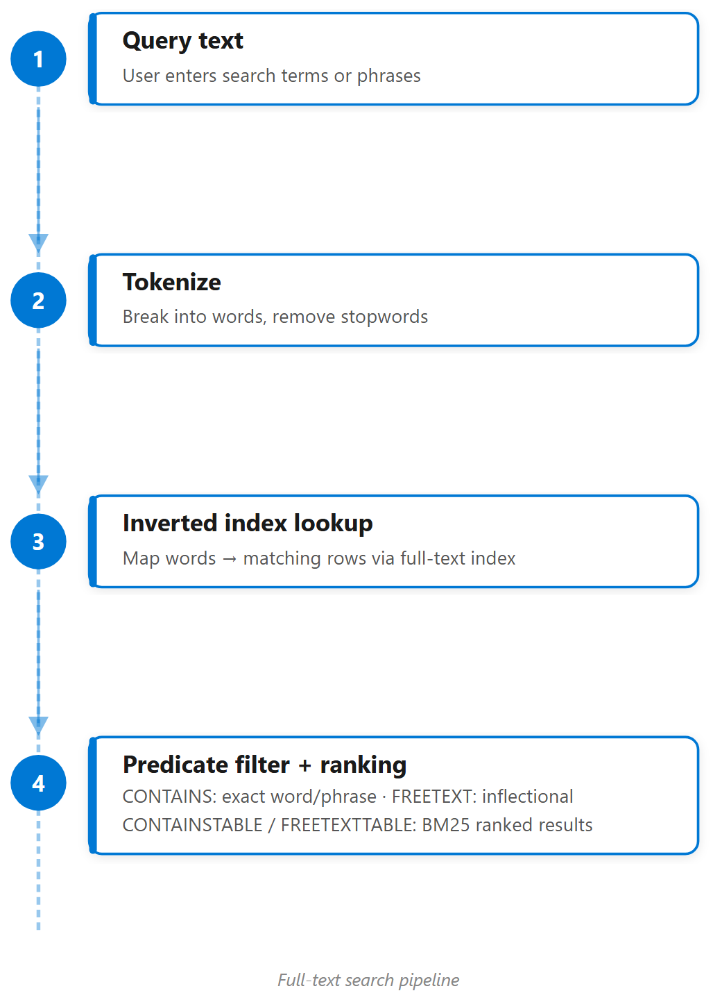 1
Query text
User enters search terms or phrases
2
Tokenize
Break into words, remove stopwords
3
Inverted index lookup
Map words → matching rows via full-text index
4
Predicate filter + ranking
CONTAINS: exact word/phrase · FREETEXT: inflectional
CONTAINSTABLE / FREETEXTTABLE: BM25 ranked results
Full-text search pipeline